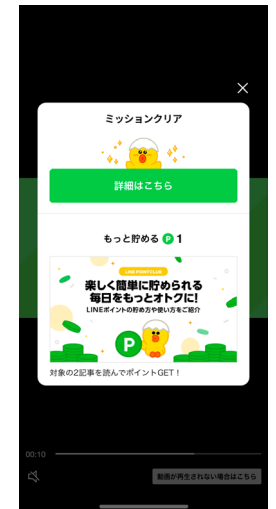 ミッションクリア
詳細はこちら
もっと貯める P 1
LINE POINT CLUB
楽しく簡単に貯められる
毎日をもっとオトクに!
LINEポイントの貯め方や使い方をご紹介
P
対象の2記事を読んでポイントGET!
00:10
動画が再生されない場合はこちら